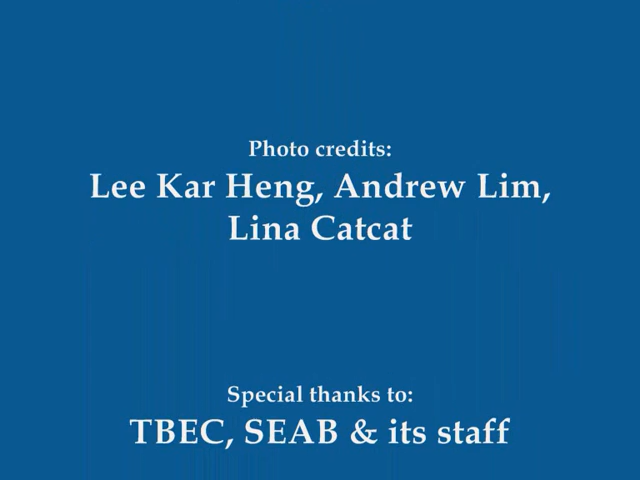 Photo credits:
Lee Kar Heng, Andrew Lim,
Lina Catcat
Special thanks to:
TBEC, SEAB & its staff